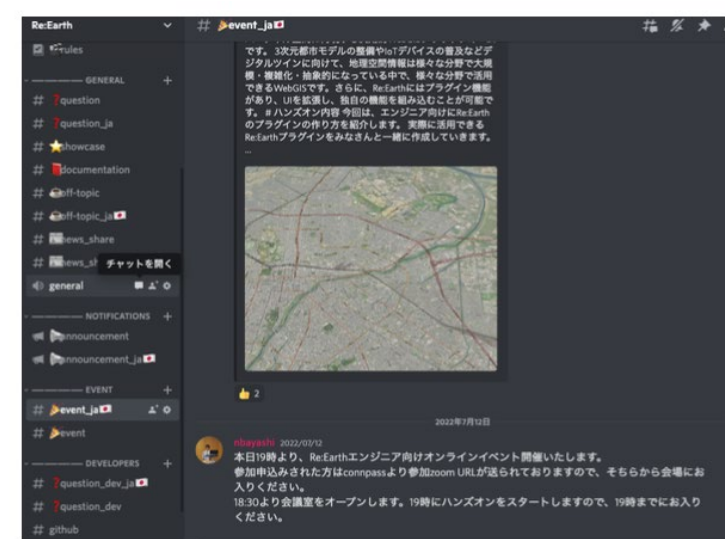 Re:Earth
rules
GENERAL
question
question_ja
showcase
documentation
off-topic
off-topic_ja
news_share
チャットを開く
general
NOTIFICATIONS
announcement
announcement_ja
EVENT
event_ja
event
DEVELOPERS
question_dev_ja
question_dev
github
event_ja
です。 3次元都市モデルの整備やIoTデバイスの普及などデ
ジタルツインに向けて、地理空間情報は様々な分野で大規
模・複雑化・抽象的になっている中で、様々な分野で活用
できるWebGISです。さらに、Re:Earthにはプラグイン機能
があり、UIを拡張し、独自の機能を組み込むことが可能で
す。 # ハンズオン内容 今回は、エンジニア向けにRe:Earth
のプラグインの作り方を紹介します。 実際に活用できる
Re:Earthプラグインをみなさんと一緒に作成していきます。
...
2
2022年7月12日
nbayashi 2022/07/12
本日19時より、Re:Earthエンジニア向けオンラインイベント開催いたします。
参加申込みされた方はconnpassより参加zoom URLが送られておりますので、そちらから会場にお
入りください。
18:30より会議室をオープンします。19時にハンズオンをスタートしますので、19時までにお入り
ください。